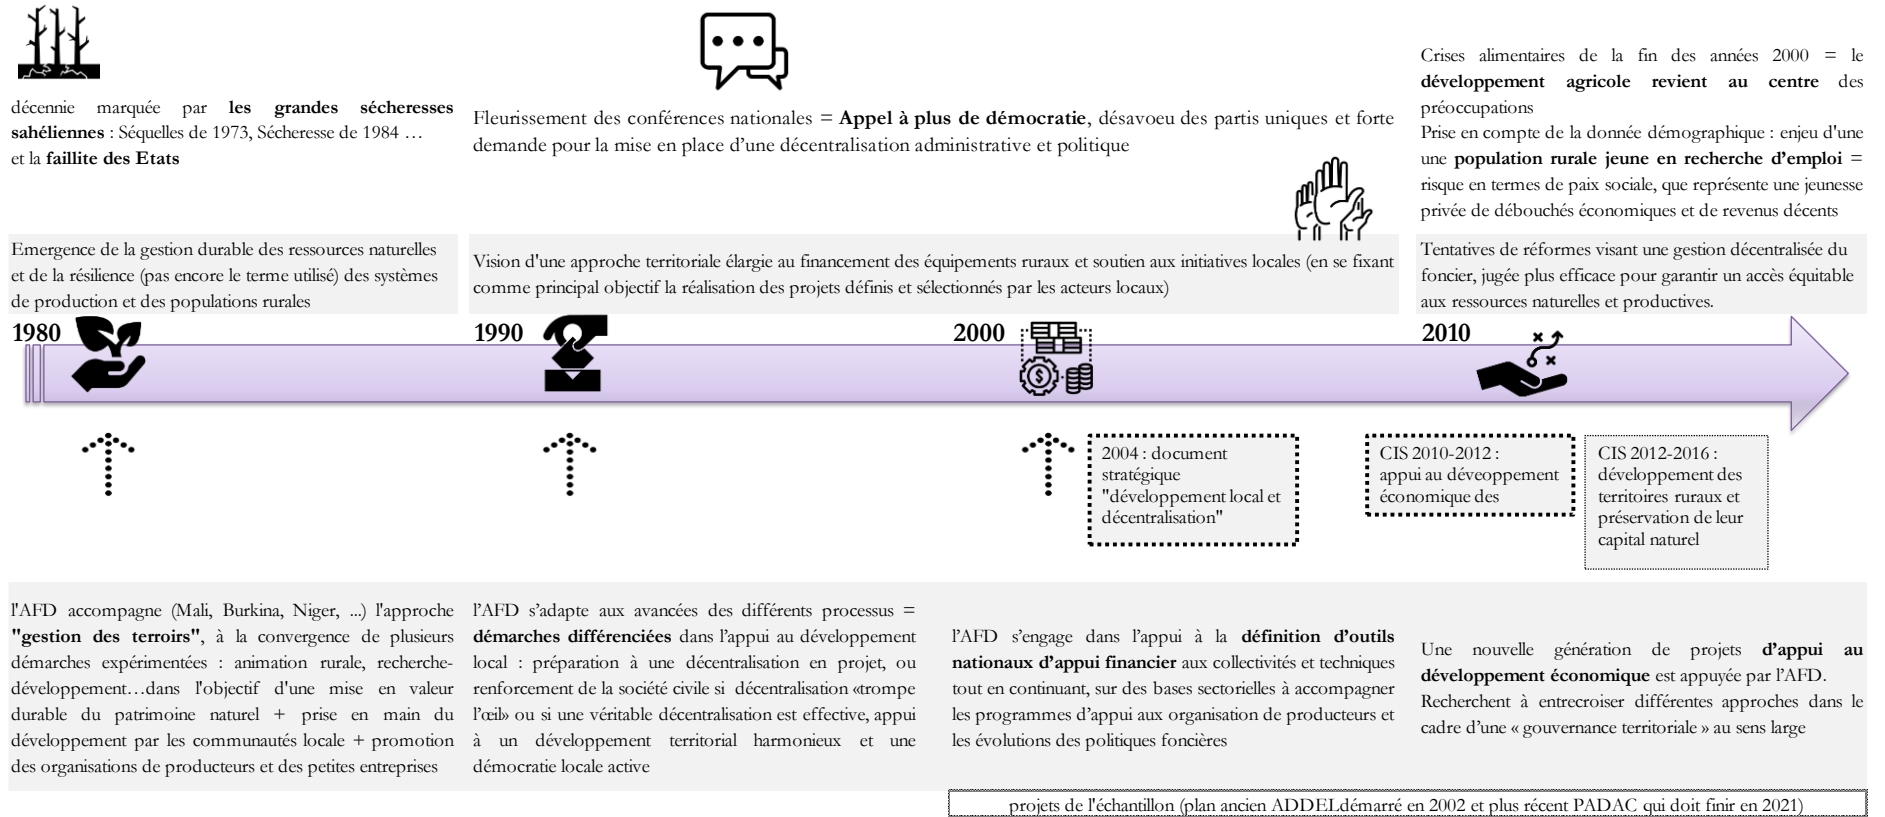 décennie marquée par les grandes sécheresses
sahéliennes : Séquelles de 1973, Sécheresse de 1984 …
et la faillite des Etats
Fleurissement des conférences nationales = Appel à plus de démocratie, désavoeu des partis uniques et forte
demande pour la mise en place d’une décentralisation administrative et politique
Crises alimentaires de la fin des années 2000 = le
développement agricole revient au centre des
préoccupations
Prise en compte de la donnée démographique : enjeu d'une
une population rurale jeune en recherche d’emploi =
risque en termes de paix sociale, que représente une jeunesse
privée de débouchés économiques et de revenus décents
Emergence de la gestion durable des ressources naturelles
et de la résilience (pas encore le terme utilisé) des systèmes
de production et des populations rurales
Vision d'une approche territoriale élargie au financement des équipements ruraux et soutien aux initiatives locales (en se fixant
comme principal objectif la réalisation des projets définis et sélectionnés par les acteurs locaux)
Tentatives de réformes visant une gestion décentralisée du
foncier, jugée plus efficace pour garantir un accès équitable
aux ressources naturelles et productives.
1980
1990
2000
2010
2004 : document
stratégique
"développement local et
décentralisation"
CIS 2010-2012 :
appui au déveoppement
économique des
CIS 2012-2016 :
développement des
territoires ruraux et
préservation de leur
capital naturel
l'AFD accompagne (Mali, Burkina, Niger, ...) l'approche
"gestion des terroirs", à la convergence de plusieurs
démarches expérimentées : animation rurale, recherche-
développement…dans l'objectif d'une mise en valeur
durable du patrimoine naturel + prise en main du
développement par les communautés locale + promotion
des organisations de producteurs et des petites entreprises
l’AFD s’adapte aux avancées des différents processus =
démarches différenciées dans l’appui au développement
local : préparation à une décentralisation en projet, ou
renforcement de la société civile si décentralisation «trompe
l’œil» ou si une véritable décentralisation est effective, appui
à un développement territorial harmonieux et une
démocratie locale active
l’AFD s’engage dans l’appui à la définition d’outils
nationaux d’appui financier aux collectivités et techniques
tout en continuant, sur des bases sectorielles à accompagner
les programmes d’appui aux organisation de producteurs et
les évolutions des politiques foncières
Une nouvelle génération de projets d’appui au
développement économique est appuyée par l’AFD.
Recherchent à entrecroiser différentes approches dans le
cadre d’une « gouvernance territoriale » au sens large
projets de l'échantillon (plan ancien ADDELdémarré en 2002 et plus récent PADAC qui doit finir en 2021)